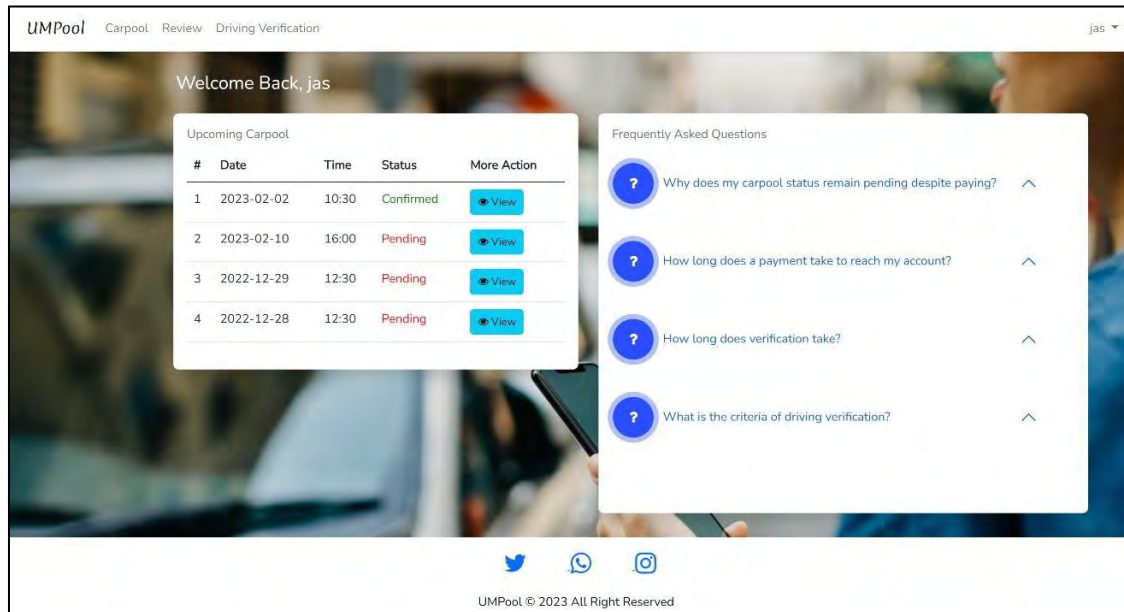 UMPool Carpool Review Driving Verification jas
Welcome Back, jas
Upcoming Carpool
# Date Time Status More Action
1 2023-02-02 10:30 Confirmed View
2 2023-02-10 16:00 Pending View
3 2022-12-29 12:30 Pending View
4 2022-12-28 12:30 Pending View
Frequently Asked Questions
? Why does my carpool status remain pending despite paying?
? How long does a payment take to reach my account?
? How long does verification take?
? What is the criteria of driving verification?
UMPool © 2023 All Right Reserved